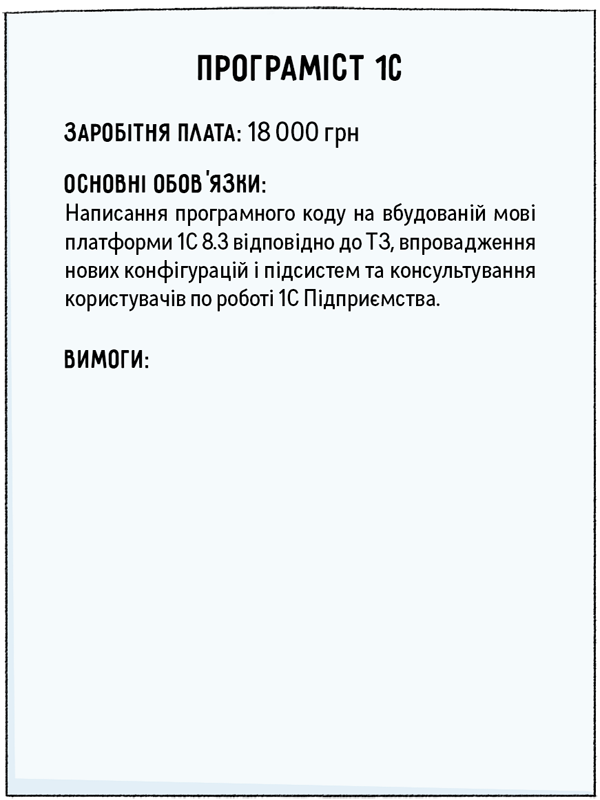 ПРОГРАМІСТ 1С
ЗАРОБІТНЯ ПЛАТА: 18 000 грн
ОСНОВНІ ОБОВ'ЯЗКИ:
Написання програмного коду на вбудованій мові
платформи 1С 8.3 відповідно до ТЗ, впровадження
нових конфігурацій і підсистем та консультування
користувачів по роботі 1С Підприємства.
ВИМОГИ: